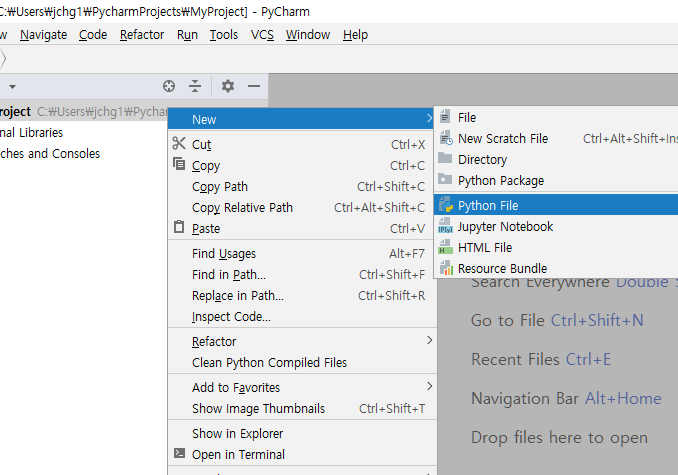 C:₩Users₩jchg1₩PycharmProjects₩MyProject] - PyCharm
w Navigate Code Refactor Run Tools VCS Window Help
roject C:₩Users₩jchg1₩Pychar
nal Libraries
ches and Consoles
New
Cut Ctrl+X
Copy Ctrl+C
Copy Path Ctrl+Shift+C
Copy Relative Path Ctrl+Alt+Shift+C
Paste Ctrl+V
Find Usages Alt+F7
Find in Path... Ctrl+Shift+F
Replace in Path... Ctrl+Shift+R
Inspect Code...
Refactor
Clean Python Compiled Files
Add to Favorites
Show Image Thumbnails Ctrl+Shift+T
Show in Explorer
Open in Terminal
File
New Scratch File Ctrl+Alt+Shift+Ins
Directory
Python Package
Python File
Jupyter Notebook
HTML File
Resource Bundle
Search Everywhere Double S
Go to File Ctrl+Shift+N
Recent Files Ctrl+E
Navigation Bar Alt+Home
Drop files here to open